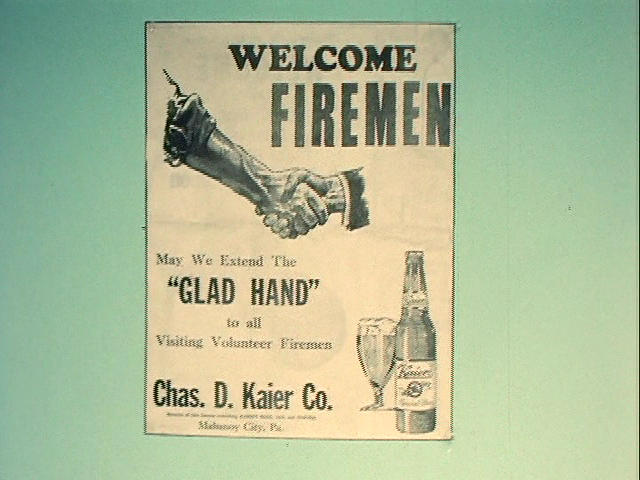 WELCOME
FIREMEN
May We Extend The
"GLAD HAND"
to all
Visiting Volunteer Firemen
Kaier's
Chas. D. Kaier Co.
Mahanoy City, Pa.